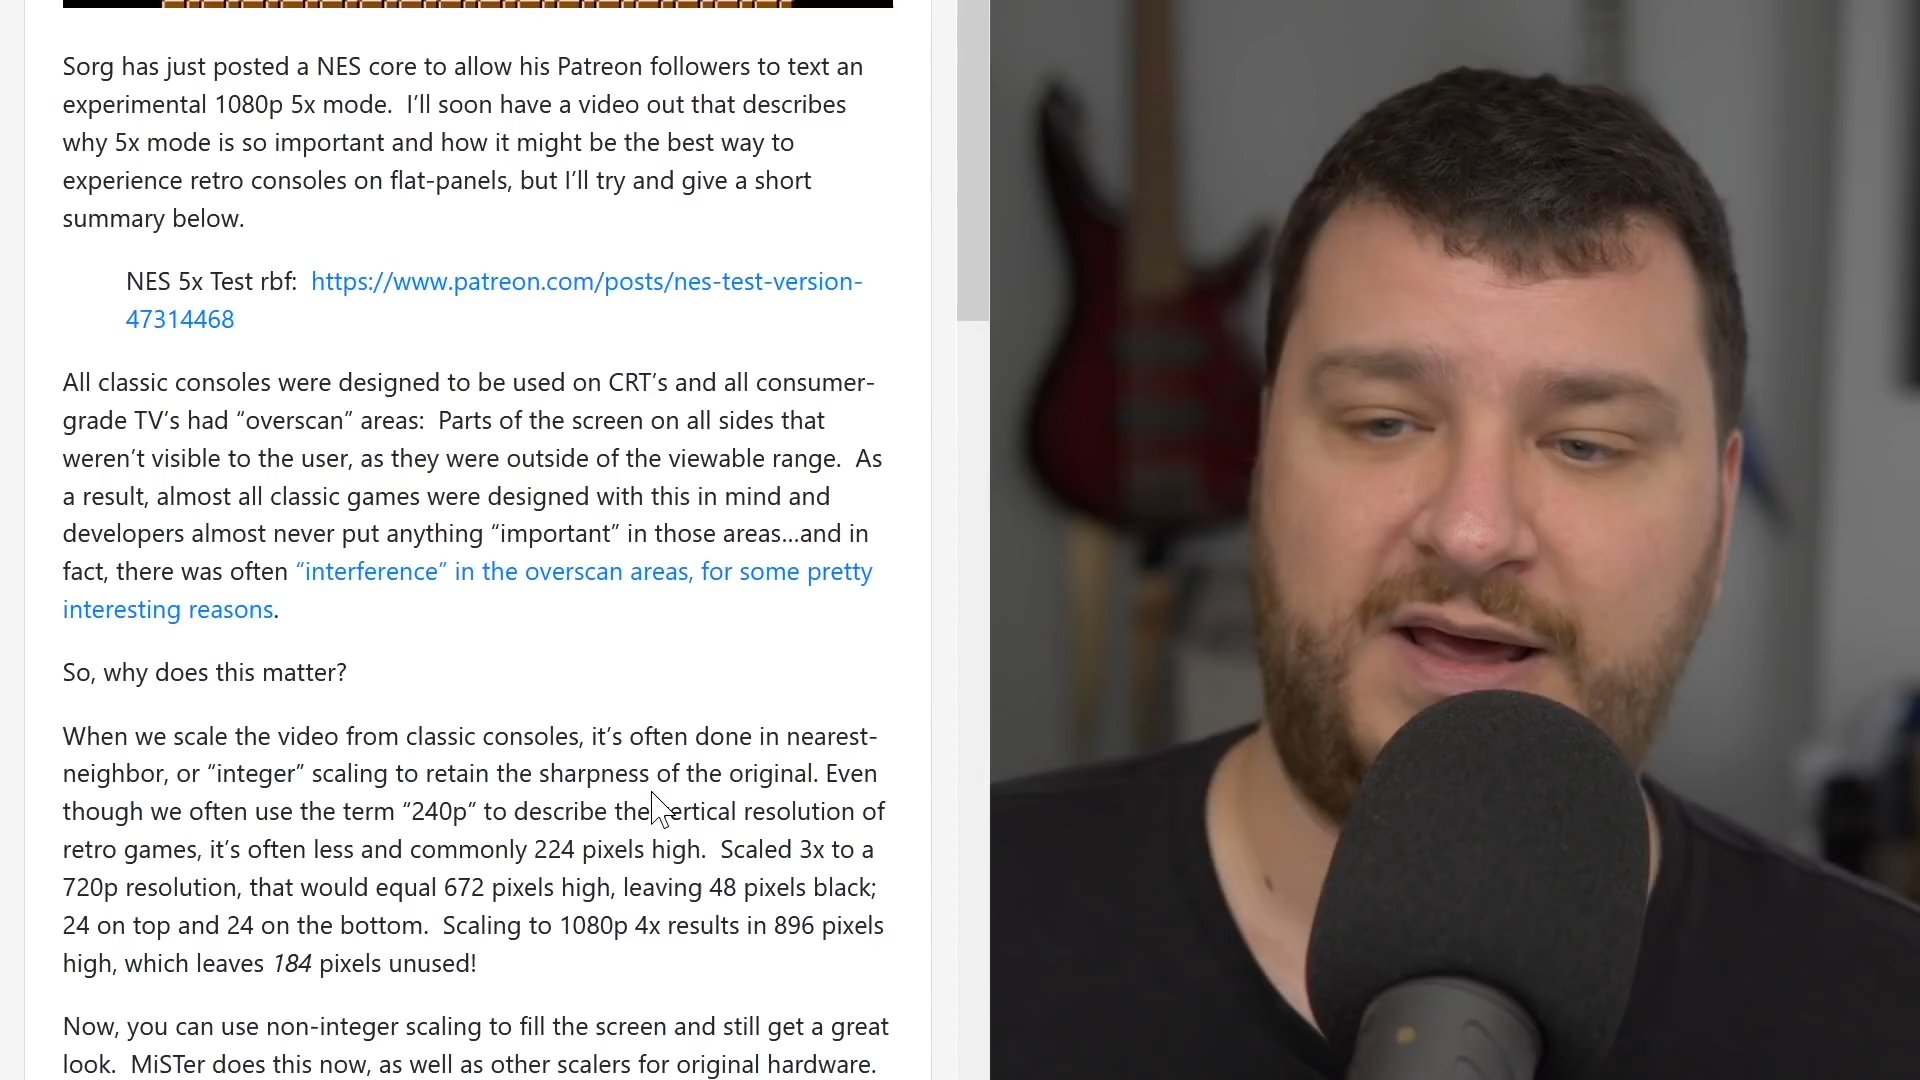 Sorg has just posted a NES core to allow his Patreon followers to text an
experimental 1080p 5x mode.  I’ll soon have a video out that describes
why 5x mode is so important and how it might be the best way to
experience retro consoles on flat-panels, but I’ll try and give a short
summary below.
NES 5x Test rbf:  https://www.patreon.com/posts/nes-test-version-
47314468
All classic consoles were designed to be used on CRT’s and all consumer-
grade TV’s had “overscan” areas:  Parts of the screen on all sides that
weren’t visible to the user, as they were outside of the viewable range.  As
a result, almost all classic games were designed with this in mind and
developers almost never put anything “important” in those areas…and in
fact, there was often “interference” in the overscan areas, for some pretty
interesting reasons.
So, why does this matter?
When we scale the video from classic consoles, it’s often done in nearest-
neighbor, or “integer” scaling to retain the sharpness of the original. Even
though we often use the term “240p” to describe the vertical resolution of
retro games, it’s often less and commonly 224 pixels high.  Scaled 3x to a
720p resolution, that would equal 672 pixels high, leaving 48 pixels black;
24 on top and 24 on the bottom.  Scaling to 1080p 4x results in 896 pixels
high, which leaves 184 pixels unused!
Now, you can use non-integer scaling to fill the screen and still get a great
look.  MiSTer does this now, as well as other scalers for original hardware.